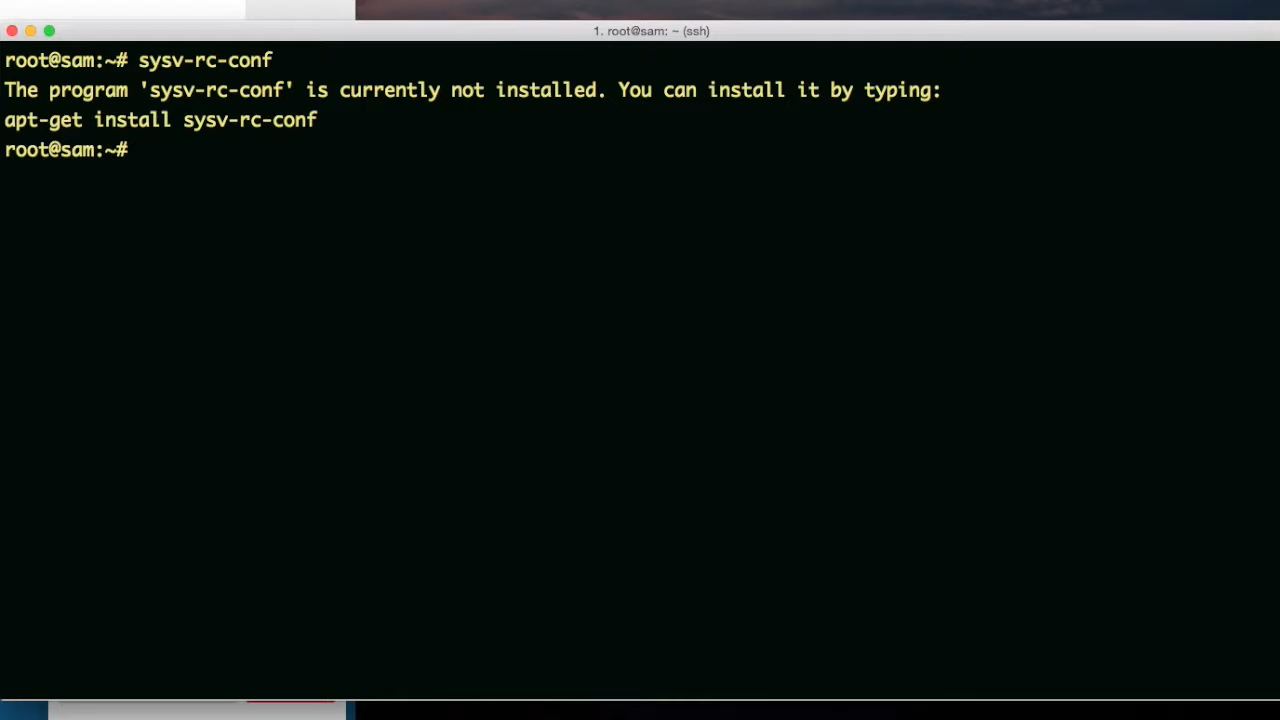 1. root@sam: ~ (ssh)
root@sam:~# sysv-rc-conf
The program 'sysv-rc-conf' is currently not installed. You can install it by typing:
apt-get install sysv-rc-conf
root@sam:~#